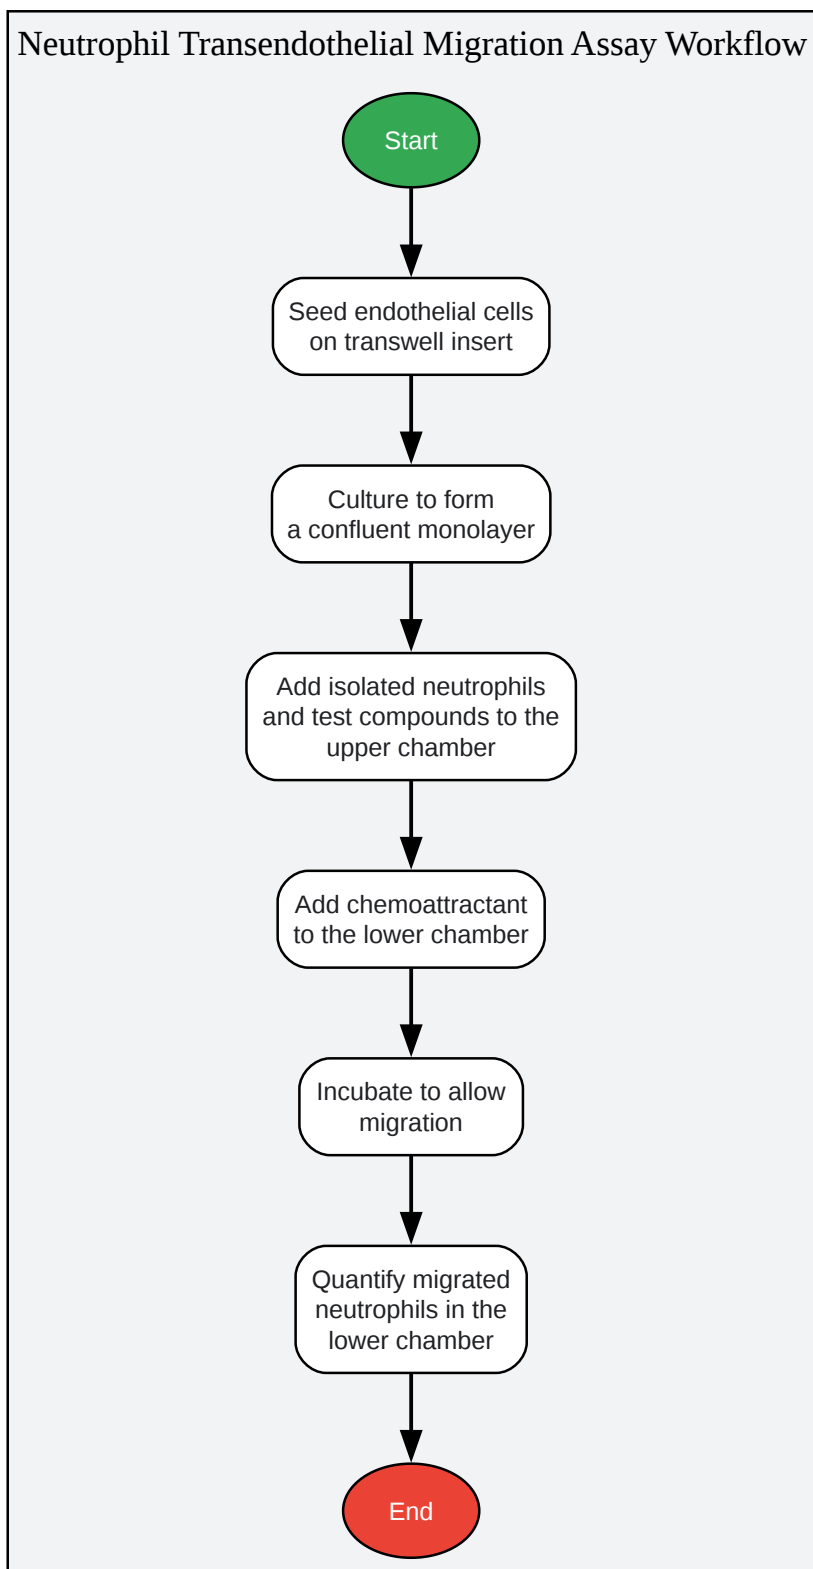 Neutrophil Transendothelial Migration Assay Workflow
Start
Seed endothelial cells
on transwell insert
Culture to form
a confluent monolayer
Add isolated neutrophils
and test compounds to the
upper chamber
Add chemoattractant
to the lower chamber
Incubate to allow
migration
Quantify migrated
neutrophils in the
lower chamber
End